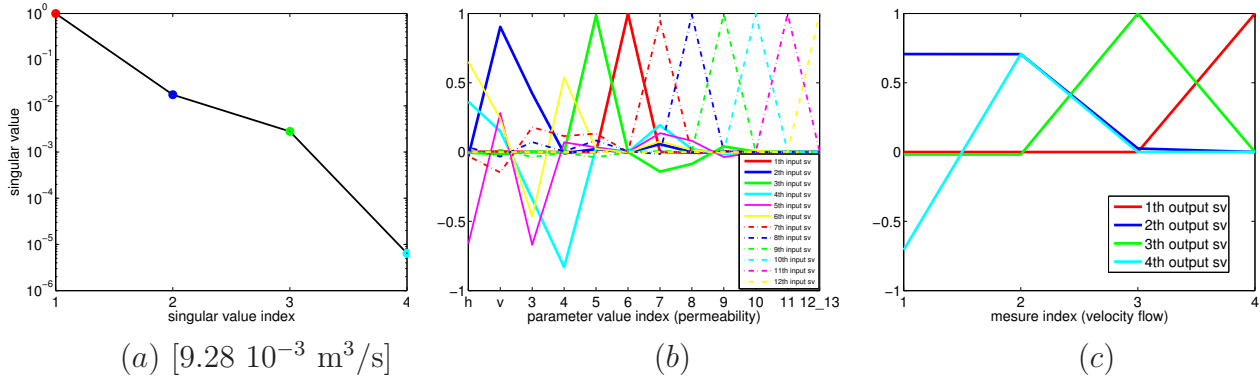 10^0
10^−1
10^−2
10^−3
10^−4
10^−5
10^−6
singular value
1 2 3 4
singular value index
1
0.5
0
−0.5
−1
h v 3 4 5 6 7 8 9 10 11 12_13
parameter value index (permeability)
1th input sv
2th input sv
3th input sv
4th input sv
5th input sv
6th input sv
7th input sv
8th input sv
9th input sv
10th input sv
11th input sv
12th input sv
1
0.5
0
−0.5
−1
1 2 3 4
mesure index (velocity flow)
1th output sv
2th output sv
3th output sv
4th output sv
(a) [9.28 10^−3 m^3/s]
(b)
(c)